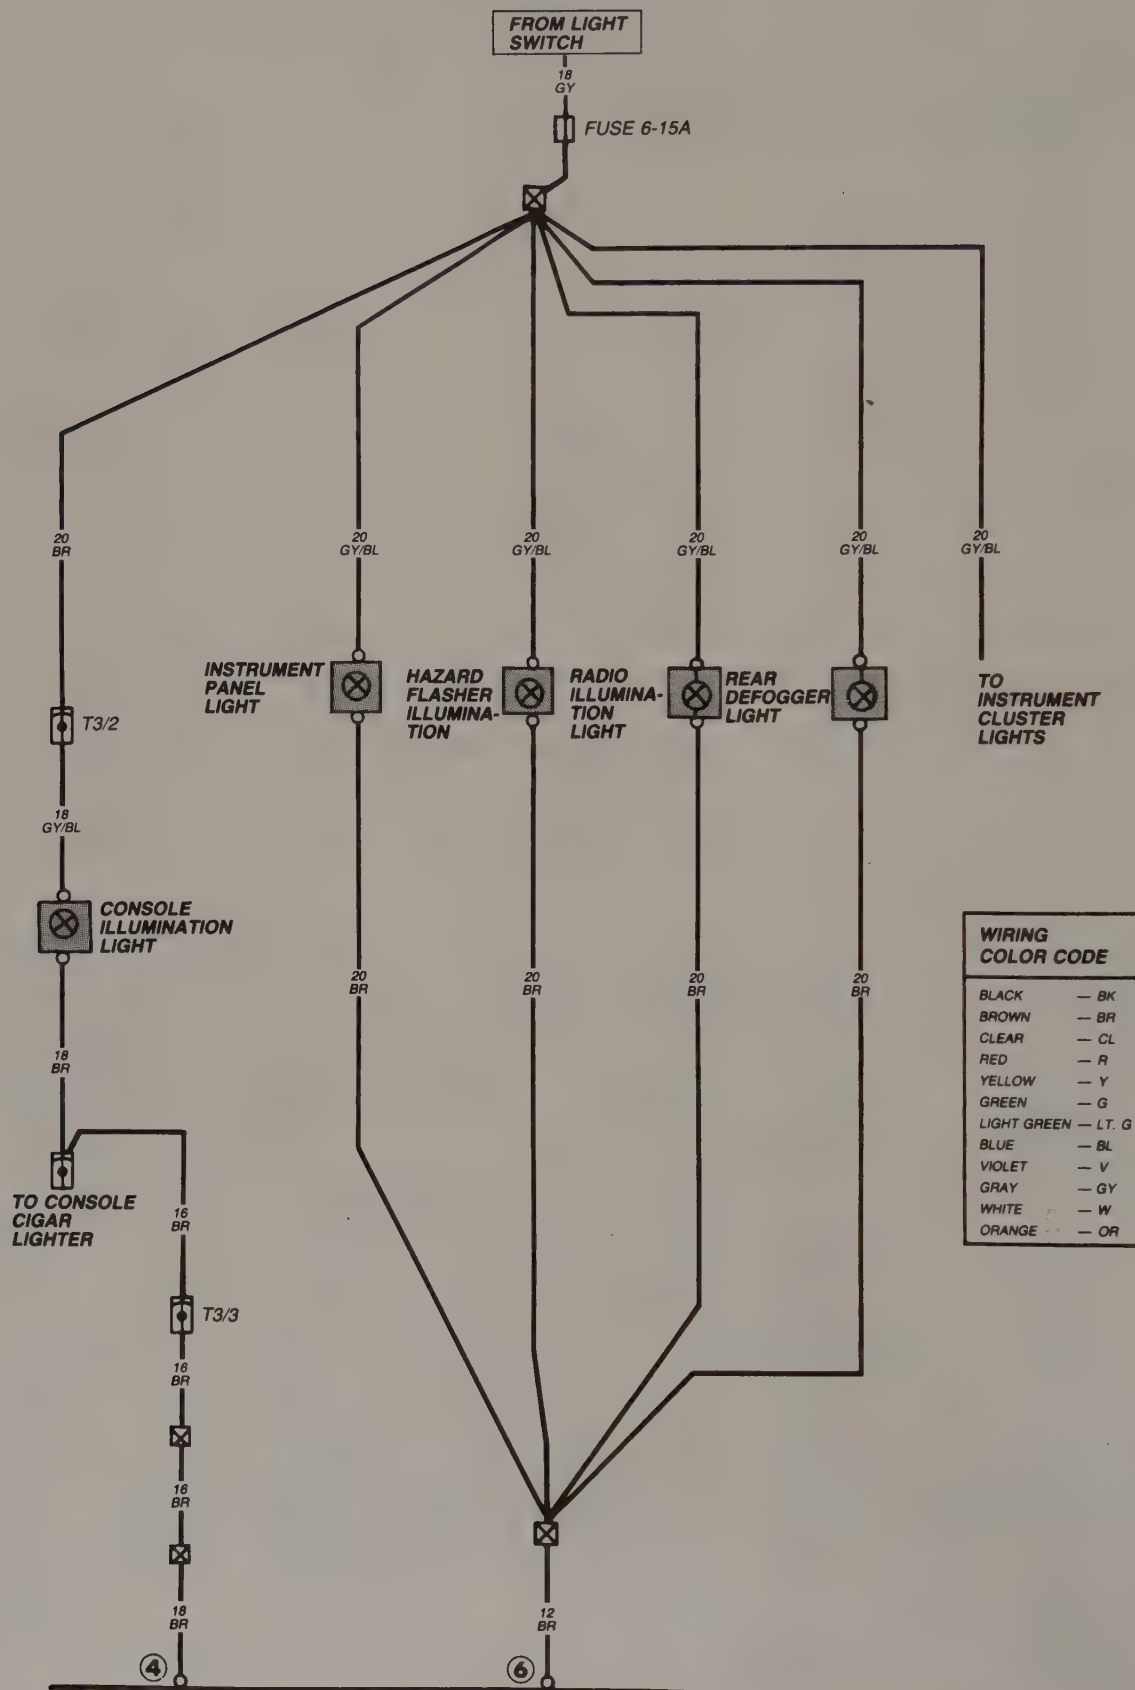 FROM LIGHT
SWITCH
18
GY
FUSE 6-15A
20
BR
20
GY/BL
20
GY/BL
20
GY/BL
20
GY/BL
20
GY/BL
INSTRUMENT
PANEL
LIGHT
HAZARD
FLASHER
ILLUMINA-
TION
RADIO
ILLUMINA-
TION
LIGHT
REAR
DEFOGGER
LIGHT
TO
INSTRUMENT
CLUSTER
LIGHTS
T3/2
18
GY/BL
CONSOLE
ILLUMINATION
LIGHT
20
BR
20
BR
20
BR
20
BR
WIRING
COLOR CODE
BLACK — BK
BROWN — BR
CLEAR — CL
RED — R
YELLOW — Y
GREEN — G
LIGHT GREEN — LT. G
BLUE — BL
VIOLET — V
GRAY — GY
WHITE — W
ORANGE — OR
18
BR
TO CONSOLE
CIGAR
LIGHTER
16
BR
T3/3
16
BR
16
BR
18
BR
12
BR
4
6